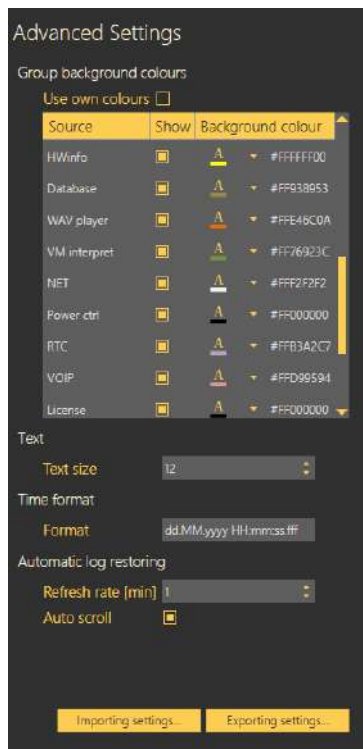 Advanced Settings
Group background colours
Use own colours
Source Show Background colour
HWinfo A #FFFFFF00
Database A #FF938953
WAV player A #FFE46C0A
VM interpret A #FF76923C
NET A #FFF2F2F2
Power ctrl A #FF000000
RTC A #FFB3A2C7
VOIP A #FFD99594
License A #FF000000
Text
Text size 12
Time format
Format dd.MM.yyyy HH:mm:ss.fff
Automatic log restoring
Refresh rate [min] 1
Auto scroll
Importing settings... Exporting settings...